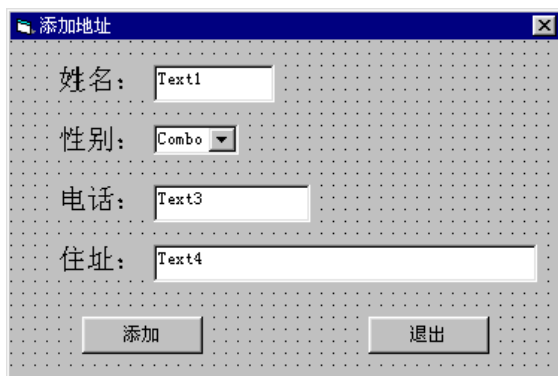 添加地址
姓名： Text1
性别： Combo
电话： Text3
住址： Text4
添加 退出